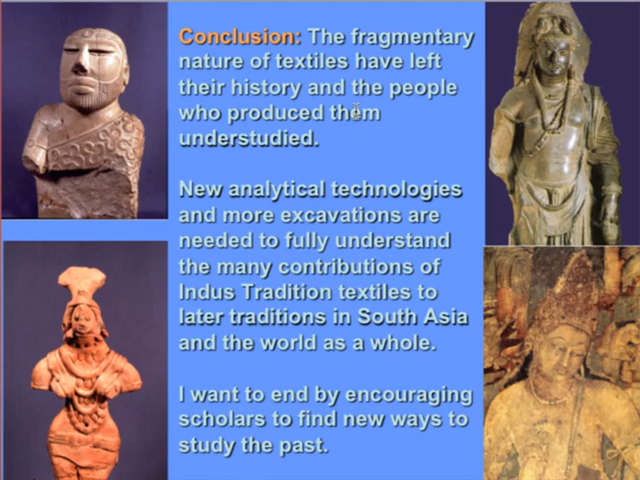 Conclusion: The fragmentary
nature of textiles have left
their history and the people
who produced them
understudied.
New analytical technologies
and more excavations are
needed to fully understand
the many contributions of
Indus Tradition textiles to
later traditions in South Asia
and the world as a whole.
I want to end by encouraging
scholars to find new ways to
study the past.